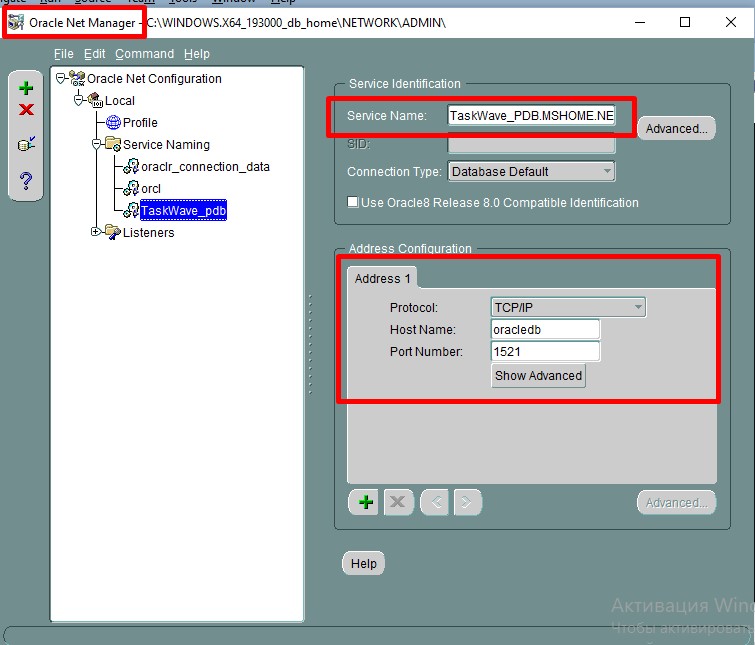 Oracle Net Manager - C:\WINDOWS.X64_193000_db_home\NETWORK\ADMIN\
File Edit Command Help
Oracle Net Configuration
Local
Profile
Service Naming
oraclr_connection_data
orcl
TaskWave_pdb
Listeners
Service Identification
Service Name: TaskWave_PDB.MSHOME.NE
Advanced...
SID:
Connection Type: Database Default
Use Oracle8 Release 8.0 Compatible Identification
Address Configuration
Address 1
Protocol: TCP/IP
Host Name: oracledb
Port Number: 1521
Show Advanced
Advanced...
Help
Активация Win
Чтобы активировать